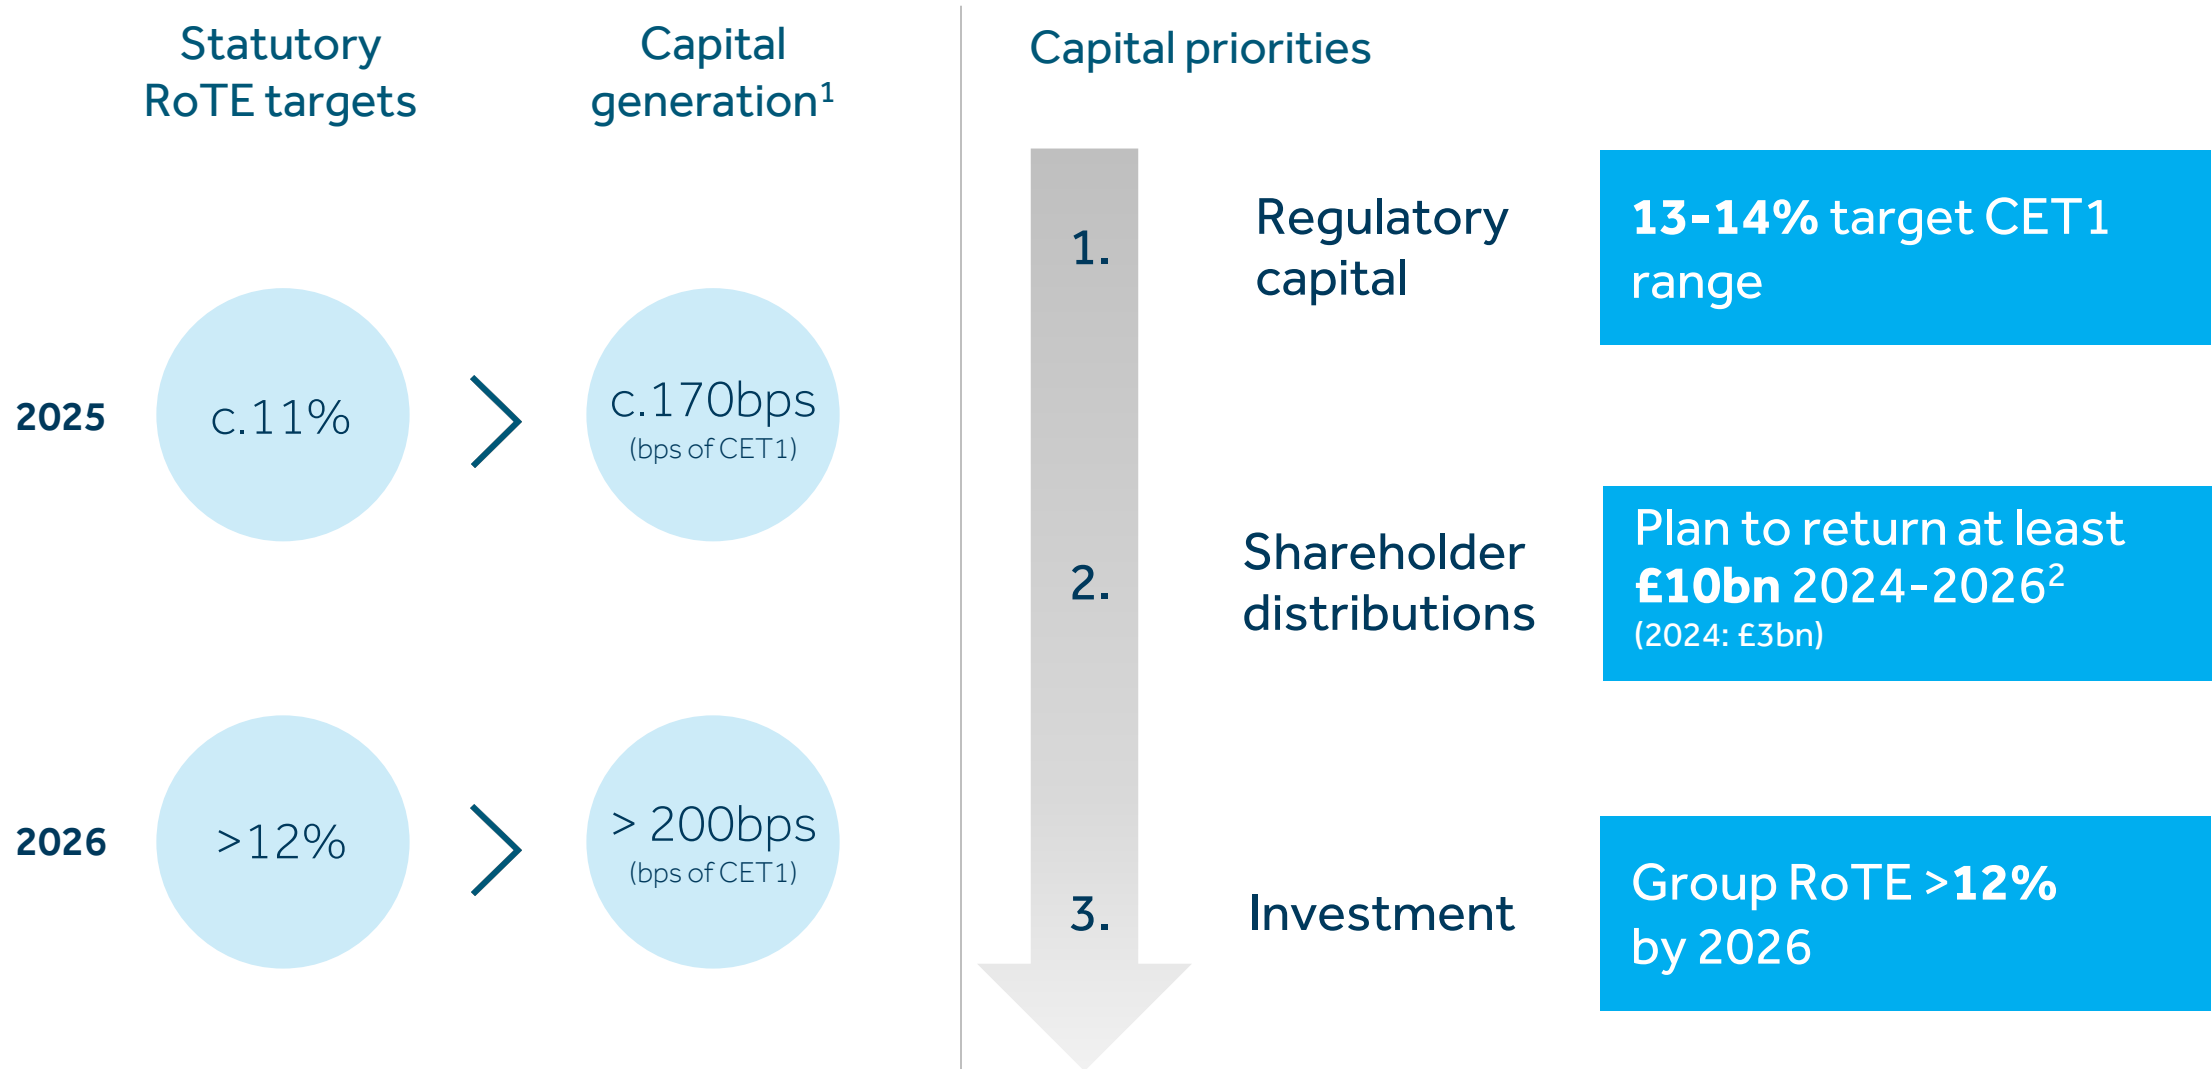 Statutory
RoTE targets
Capital
generation¹
2025
c.11%
c.170bps
(bps of CET1)
2026
>12%
> 200bps
(bps of CET1)
Capital priorities
1.
Regulatory
capital
13-14% target CET1
range
2.
Shareholder
distributions
Plan to return at least
£10bn 2024-2026²
(2024: £3bn)
3.
Investment
Group RoTE >12%
by 2026